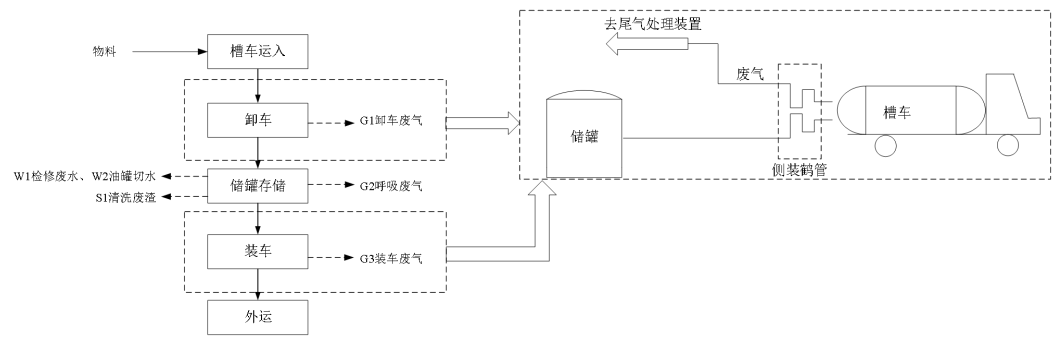 物料
槽车运入
卸车
G1卸车废气
W1检修废水、W2油罐切水
S1清洗废渣
储罐存储
G2呼吸废气
装车
G3装车废气
外运
去尾气处理装置
废气
储罐
槽车
侧装鹤管